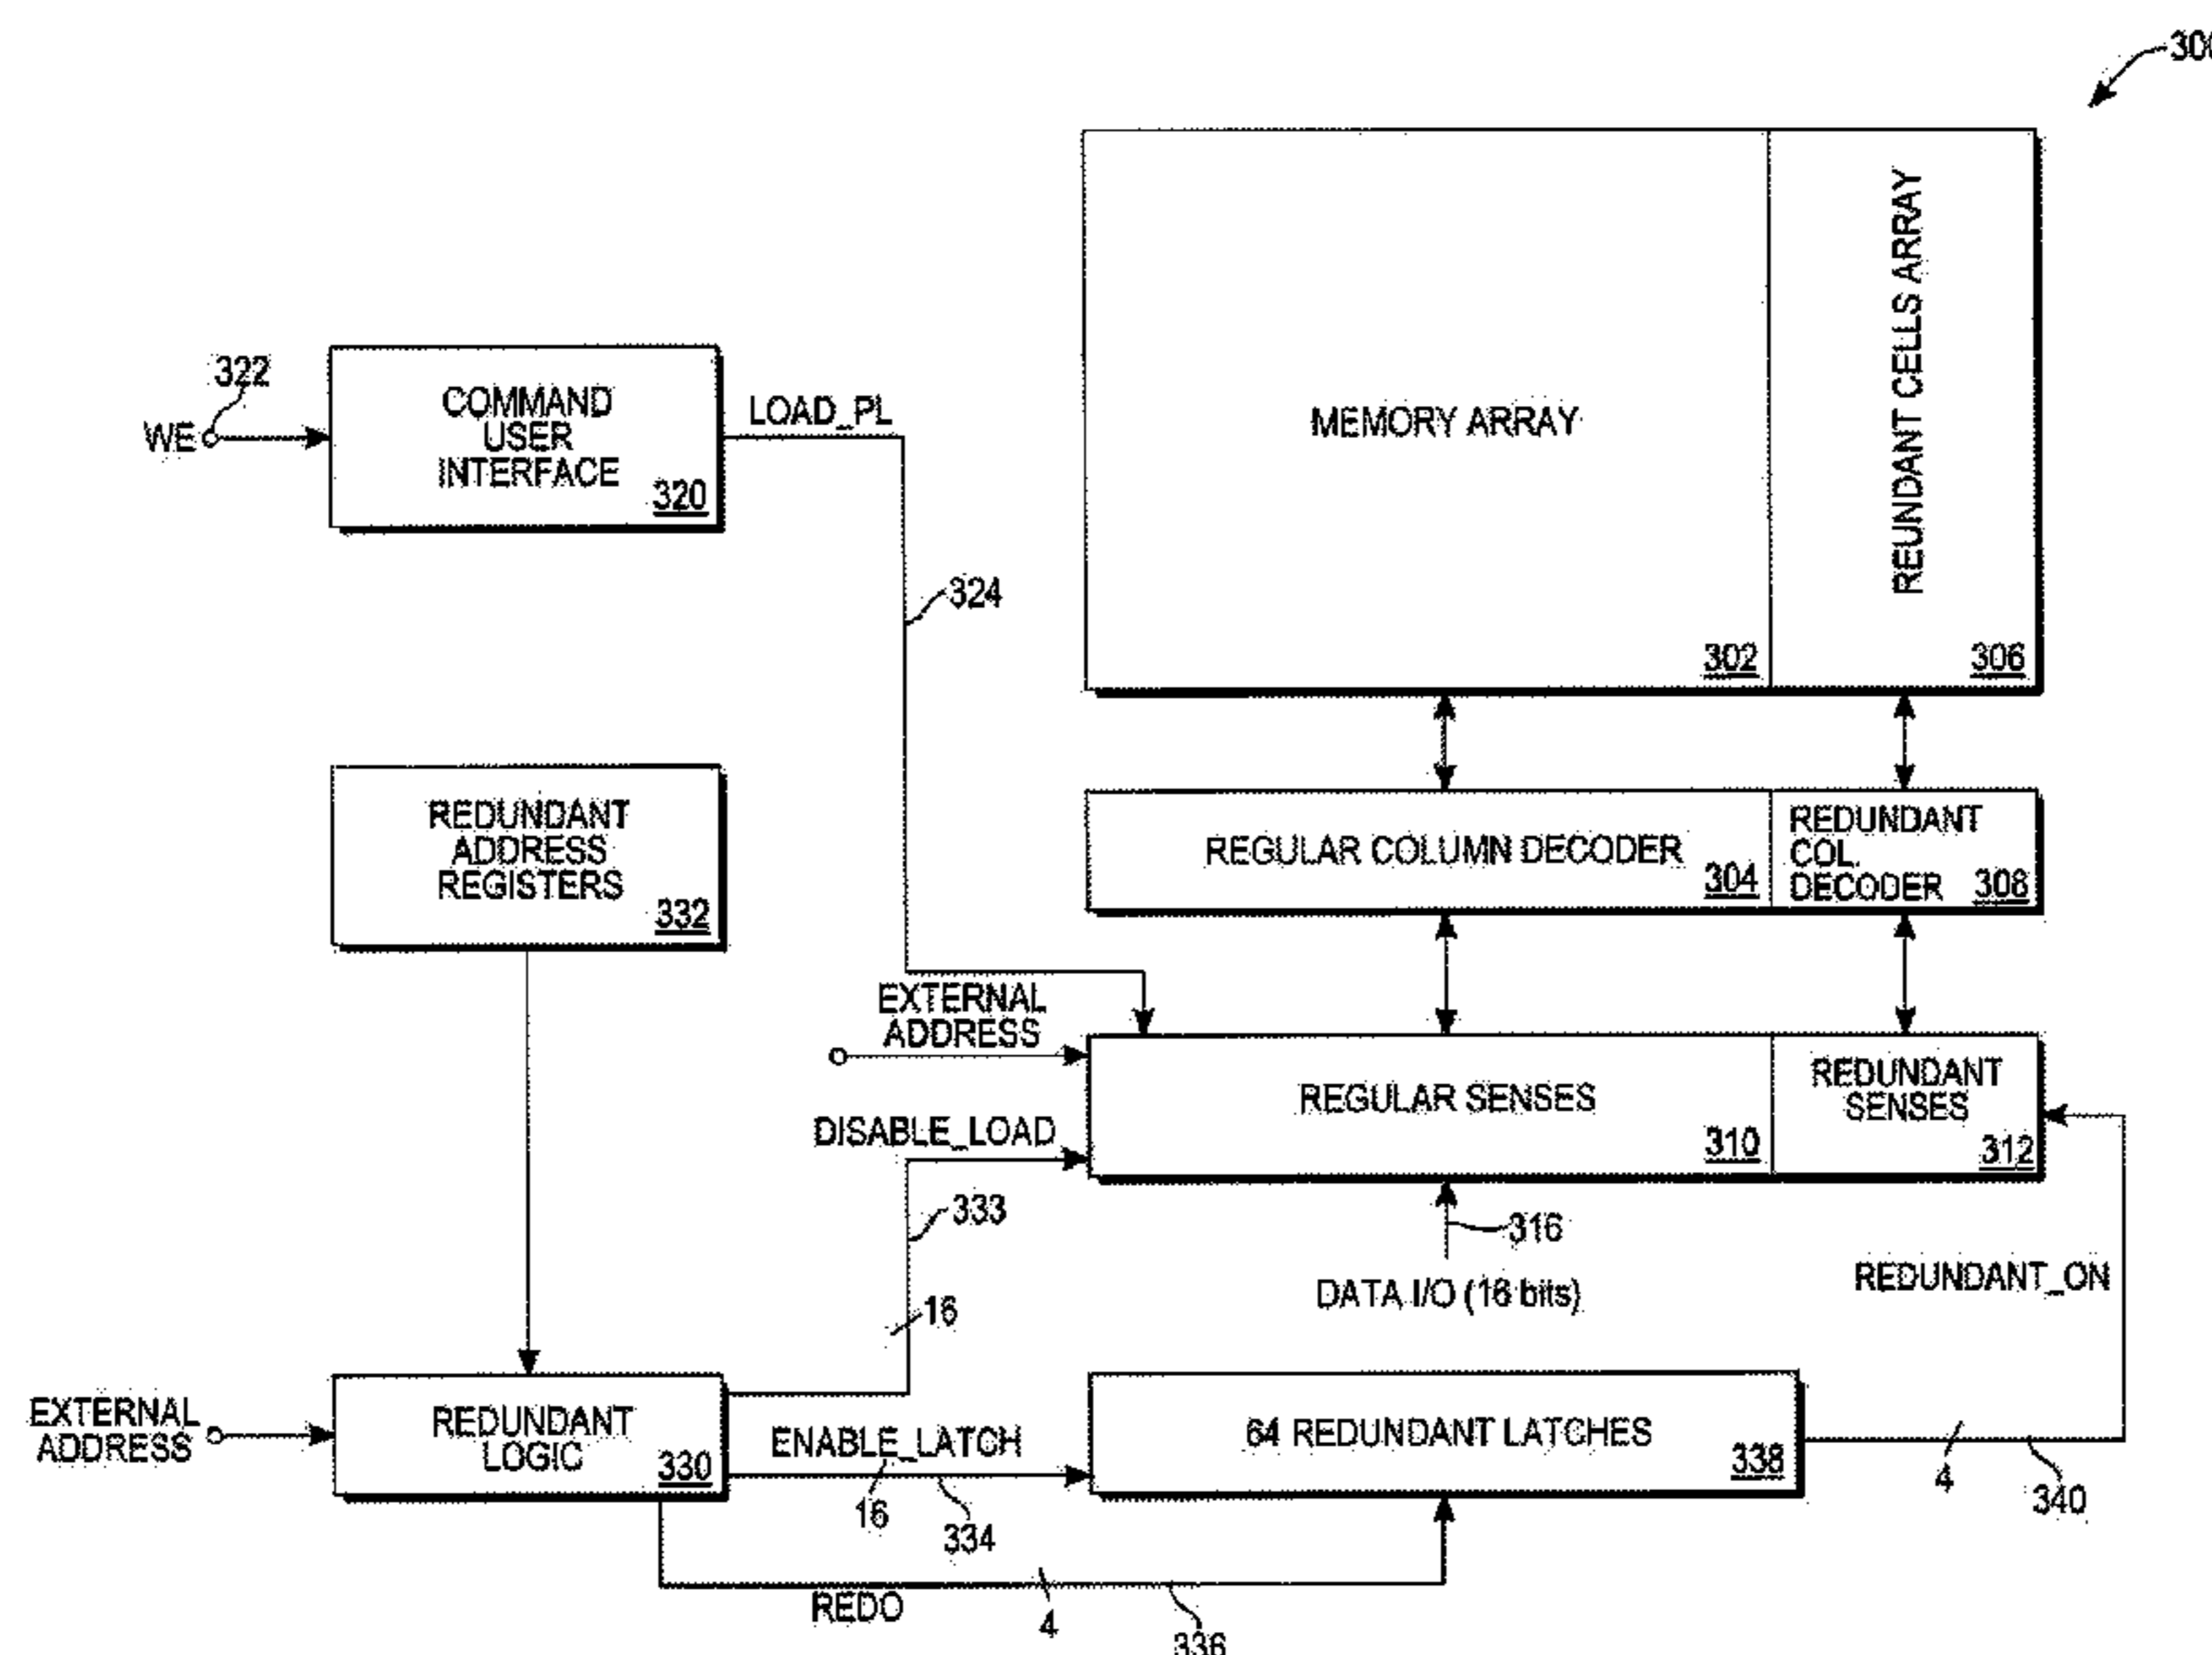 300
MEMORY ARRAY
302
REUNDANT CELLS ARRAY
306
322
WE
COMMAND
USER
INTERFACE
320
LOAD_PL
324
REDUNDANT
ADDRESS
REGISTERS
332
REGULAR COLUMN DECODER
304
REDUNDANT
COL.
DECODER
308
EXTERNAL
ADDRESS
REGULAR SENSES
310
REDUNDANT
SENSES
312
DISABLE_LOAD
333
16
316
DATA I/O (16 bits)
REDUNDANT_ON
EXTERNAL
ADDRESS
REDUNDANT
LOGIC
330
ENABLE_LATCH
16
334
64 REDUNDANT LATCHES
338
4
340
REDO
4
336